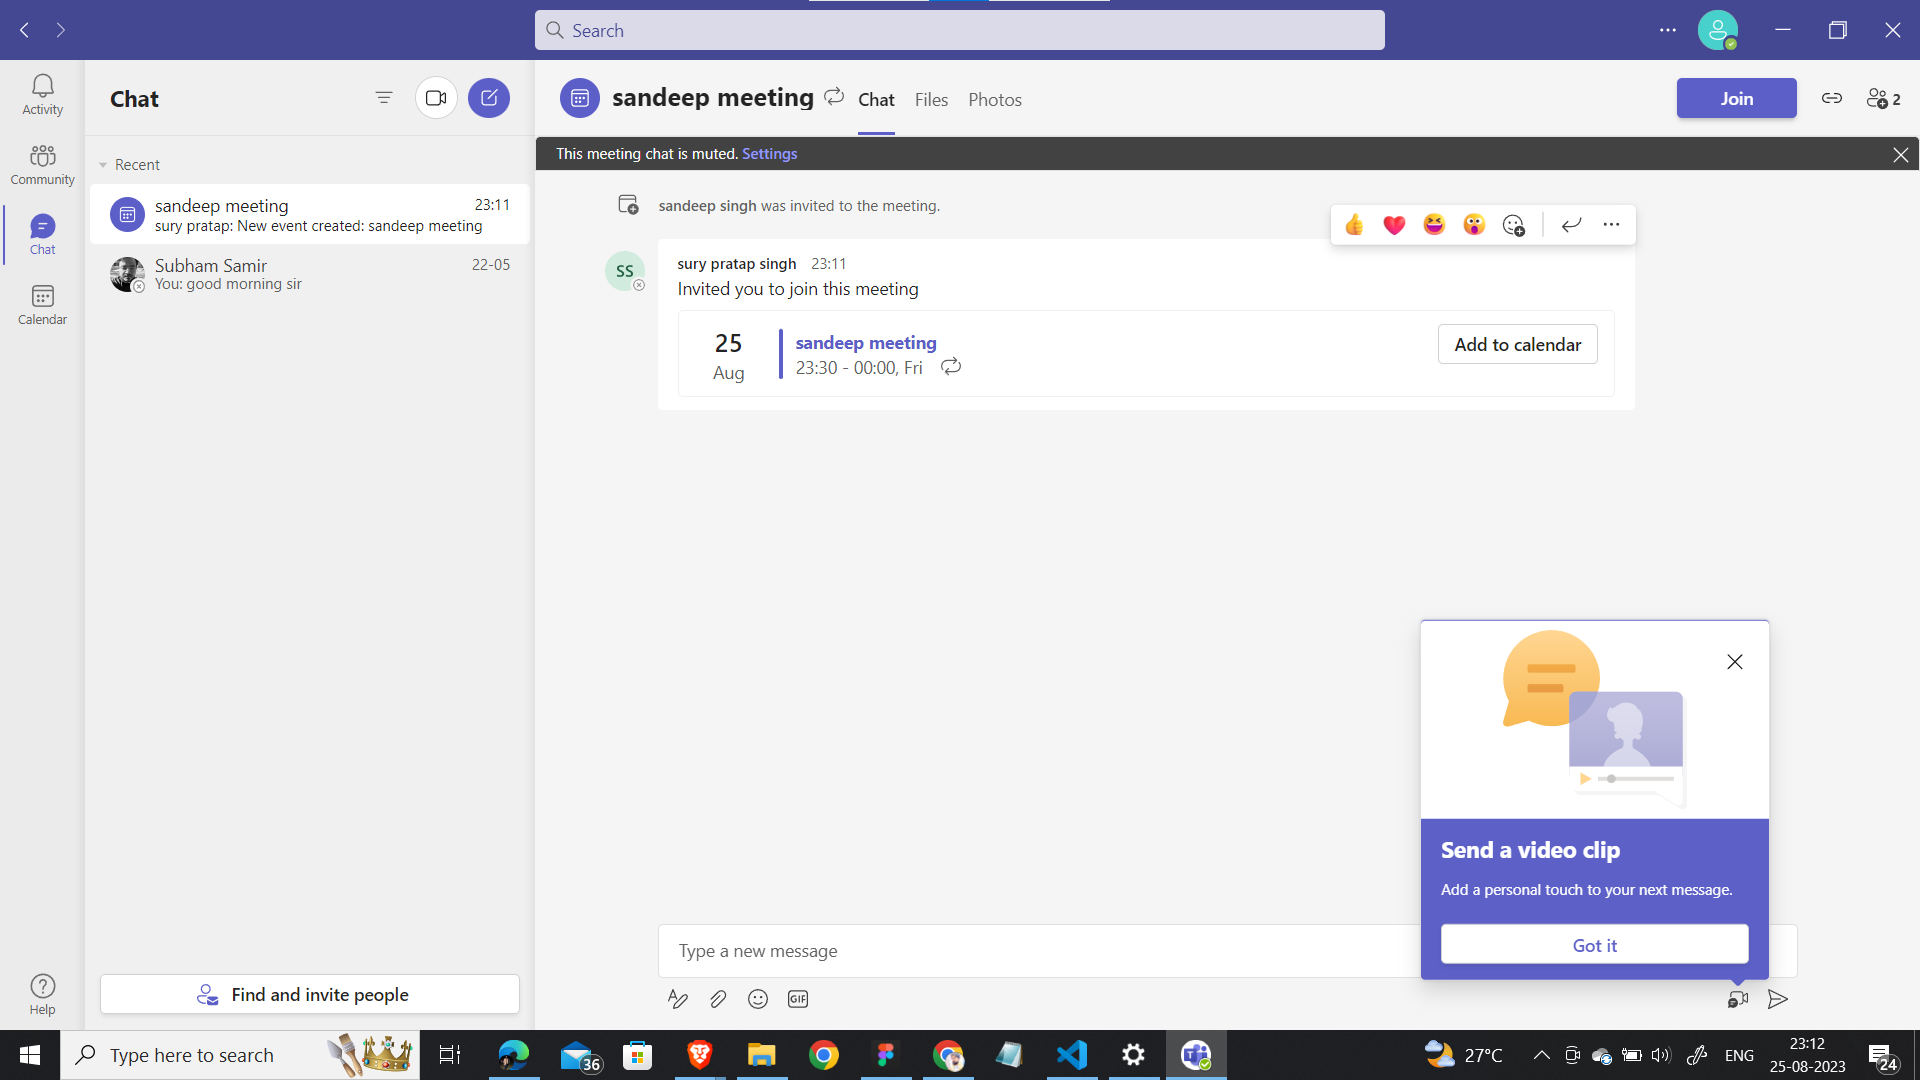 Search
Activity
Community
Chat
Calendar
Help
Chat
Recent
sandeep meeting 23:11
sury pratap: New event created: sandeep meeting
Subham Samir 22-05
You: good morning sir
Find and invite people
sandeep meeting Chat Files Photos Join 2
This meeting chat is muted. Settings
sandeep singh was invited to the meeting.
SS
sury pratap singh 23:11
Invited you to join this meeting
25
Aug
sandeep meeting
23:30 - 00:00, Fri
Add to calendar
Send a video clip
Add a personal touch to your next message.
Got it
Type a new message
GIF
Type here to search
36
27°C
ENG
23:12
25-08-2023
24